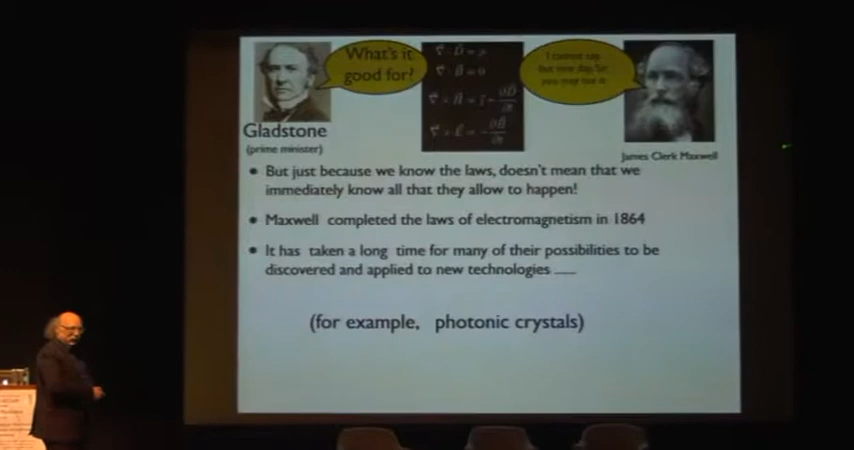 What's it
good for?
∇ · D = ρ
∇ · B = 0
∇ × H = j + ∂D/∂t
∇ × E = - ∂B/∂t
I cannot say,
but one day, Sir,
you may tax it
Gladstone
(prime minister)
James Clerk Maxwell
• But just because we know the laws, doesn't mean that we
immediately know all that they allow to happen!
• Maxwell completed the laws of electromagnetism in 1864
• It has taken a long time for many of their possibilities to be
discovered and applied to new technologies ......
(for example, photonic crystals)